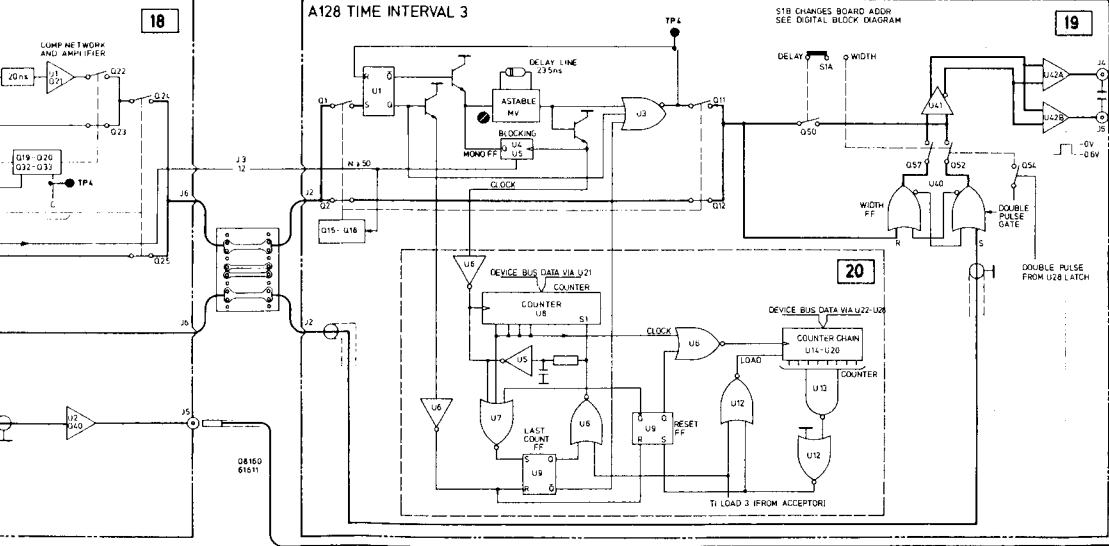 18
A128 TIME INTERVAL 3
S1B CHANGES BOARD ADDR
SEE DIGITAL BLOCK DIAGRAM
19
COMP NETWORK
AND AMPLIFIER
20 ns
U1
Q21
Q22
Q24
Q23
Q19-Q20
Q32-Q33
TP4
C
Q25
J6
J6
J3
12
J2
J2
N ≥ 50
Q1
Q2
Q15- Q18
R
Q̅
U1
S
Q
DELAY LINE
23.5ns
ASTABLE
MV
BLOCKING
MONO FF
Q
U4
U5
CLOCK
U3
TP4
Q11
Q12
DELAY
S1A
WIDTH
Q50
U41
U42A
U42B
J4
J5
-0V
-0.6V
Q57
Q52
Q54
U40
WIDTH
FF
R
S
DOUBLE
PULSE
GATE
DOUBLE PULSE
FROM U28 LATCH
20
U6
DEVICE BUS DATA VIA U21
COUNTER
COUNTER
U8
S1
U5
U6
U7
LAST
COUNT
FF
U6
S
Q
U9
R
Q̅
CLOCK
U6
LOAD
Q̅
Q
U9
R
S
RESET
FF
U12
DEVICE BUS DATA VIA U22-U28
COUNTER CHAIN
U14-U20
COUNTER
U13
U12
TI LOAD 3 (FROM ACCEPTOR)
U2
Q40
J5
08160
61611